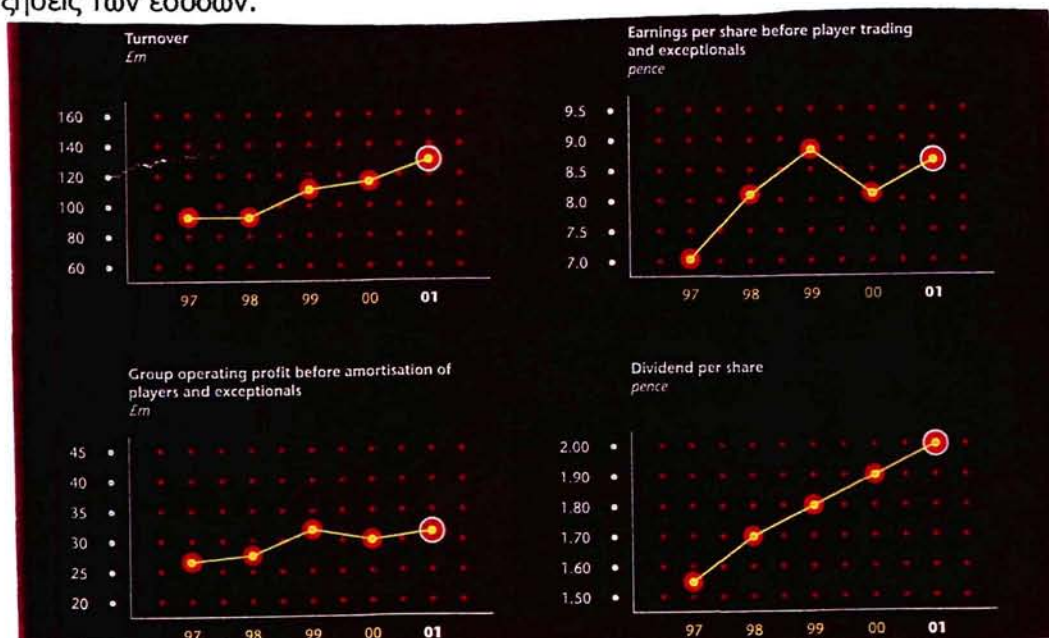 ζήσεις των εσόδων.
Turnover
£m
160
140
120
100
80
60
97 98 99 00 01
Earnings per share before player trading
and exceptionals
pence
9.5
9.0
8.5
8.0
7.5
7.0
97 98 99 00 01
Group operating profit before amortisation of
players and exceptionals
£m
45
40
35
30
25
20
97 98 99 00 01
Dividend per share
pence
2.00
1.90
1.80
1.70
1.60
1.50
97 98 99 00 01